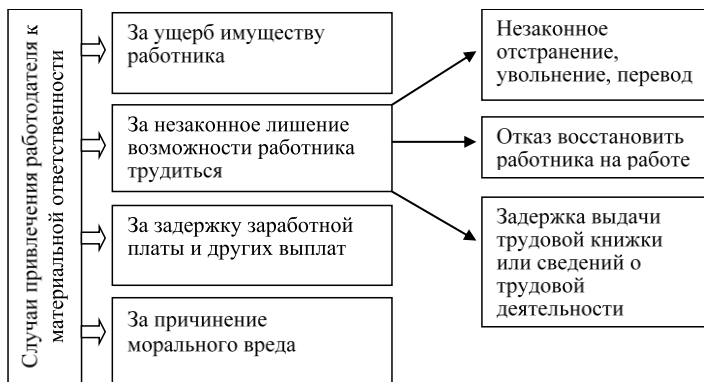 Случаи привлечения работодателя к
материальной ответственности
За ущерб имуществу
работника
За незаконное лишение
возможности работника
трудиться
За задержку заработной
платы и других выплат
За причинение
морального вреда
Незаконное
отстранение,
увольнение, перевод
Отказ восстановить
работника на работе
Задержка выдачи
трудовой книжки
или сведений о
трудовой
деятельности